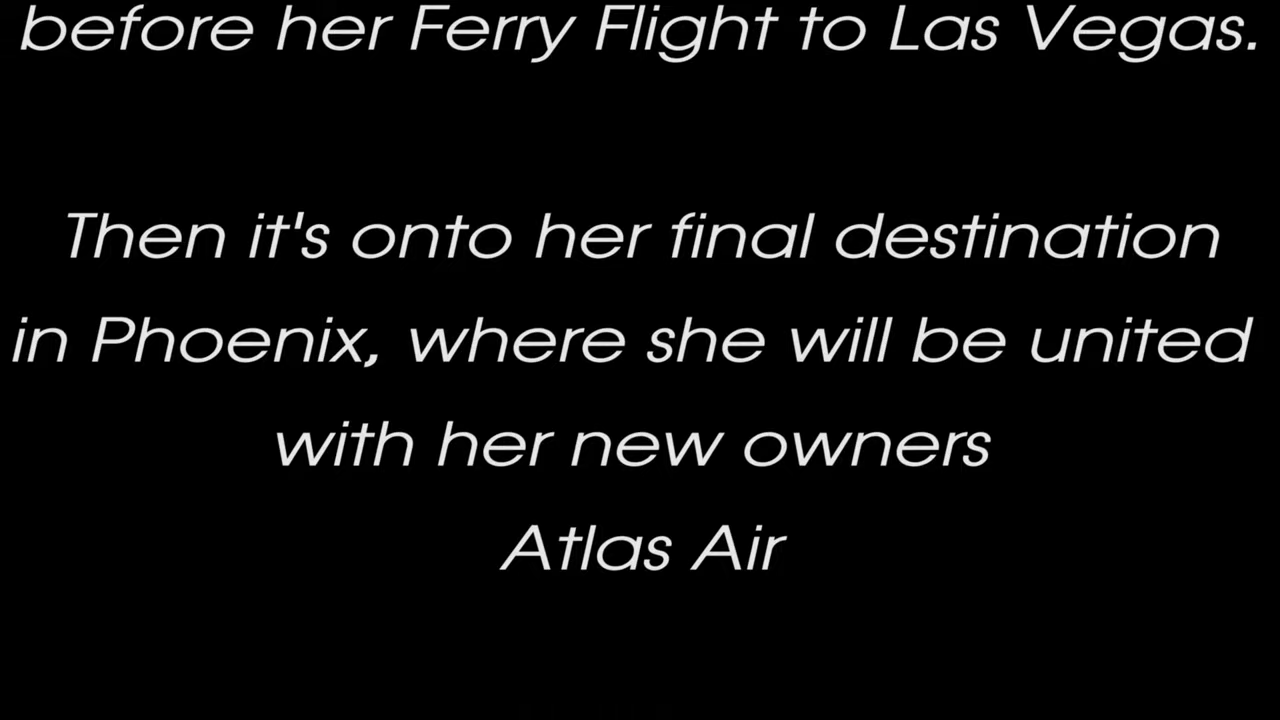 before her Ferry Flight to Las Vegas.
Then it's onto her final destination
in Phoenix, where she will be united
with her new owners
Atlas Air